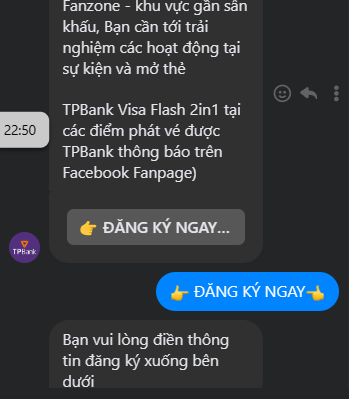 Fanzone - khu vực gần sân
khấu, Bạn cần tới trải
nghiệm các hoạt động tại
sự kiện và mở thẻ
TPBank Visa Flash 2in1 tại
các điểm phát vé được
TPBank thông báo trên
Facebook Fanpage)
22:50
👉 ĐĂNG KÝ NGAY...
TPBank
👉 ĐĂNG KÝ NGAY👈
Bạn vui lòng điền thông
tin đăng ký xuống bên
dưới